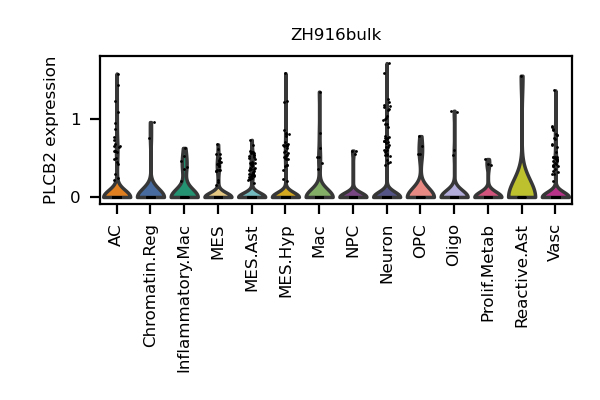 ZH916bulk
PLCB2 expression
1
0
AC
Chromatin.Reg
Inflammatory.Mac
MES
MES.Ast
MES.Hyp
Mac
NPC
Neuron
OPC
Oligo
Prolif.Metab
Reactive.Ast
Vasc